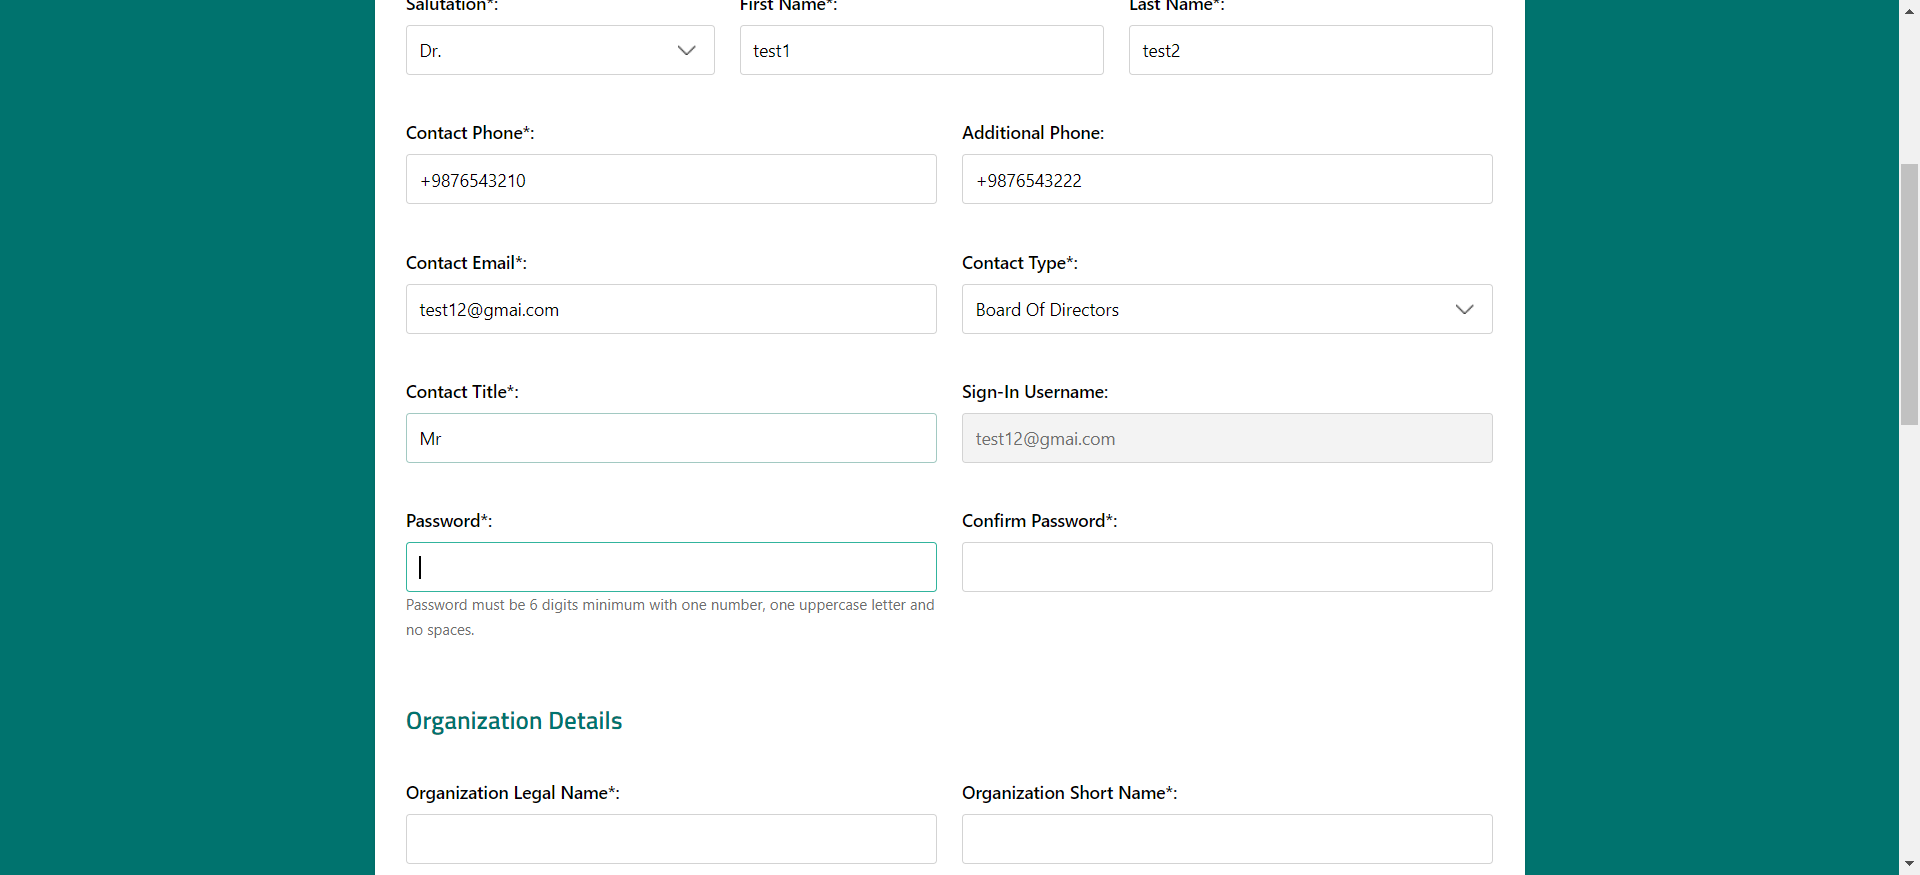 Salutation*: First Name*: Last Name*:
Dr. test1 test2
Contact Phone*: Additional Phone:
+9876543210 +9876543222
Contact Email*: Contact Type*:
test12@gmai.com Board Of Directors
Contact Title*: Sign-In Username:
Mr test12@gmai.com
Password*: Confirm Password*:
Password must be 6 digits minimum with one number, one uppercase letter and
no spaces.
Organization Details
Organization Legal Name*: Organization Short Name*: